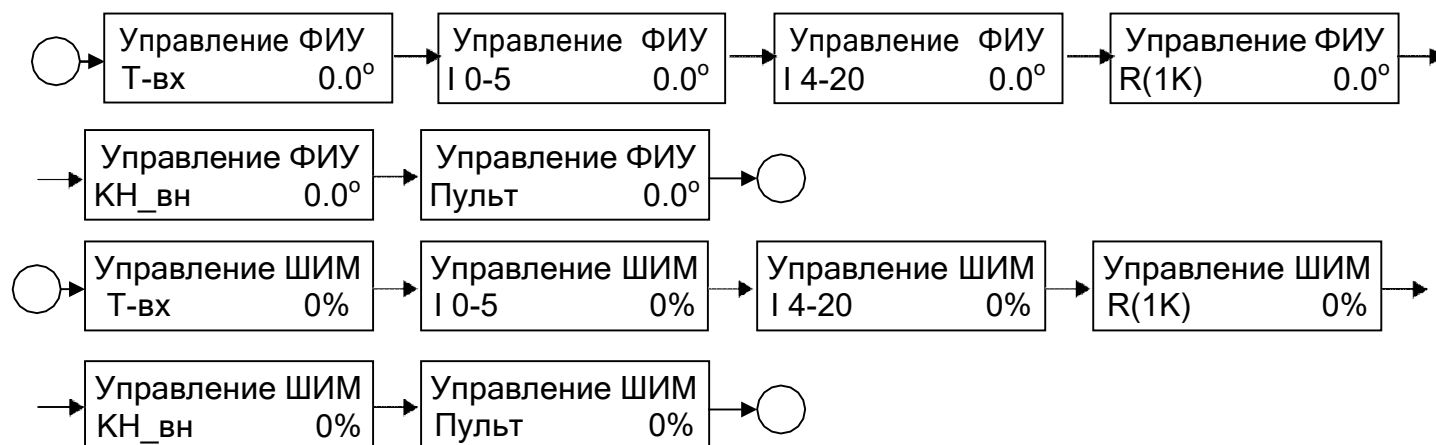 Управление ФИУ
Т-вх 0.0°
Управление ФИУ
I 0-5 0.0°
Управление ФИУ
I 4-20 0.0°
Управление ФИУ
R(1K) 0.0°
Управление ФИУ
КН_вн 0.0°
Управление ФИУ
Пульт 0.0°
Управление ШИМ
Т-вх 0%
Управление ШИМ
I 0-5 0%
Управление ШИМ
I 4-20 0%
Управление ШИМ
R(1K) 0%
Управление ШИМ
КН_вн 0%
Управление ШИМ
Пульт 0%